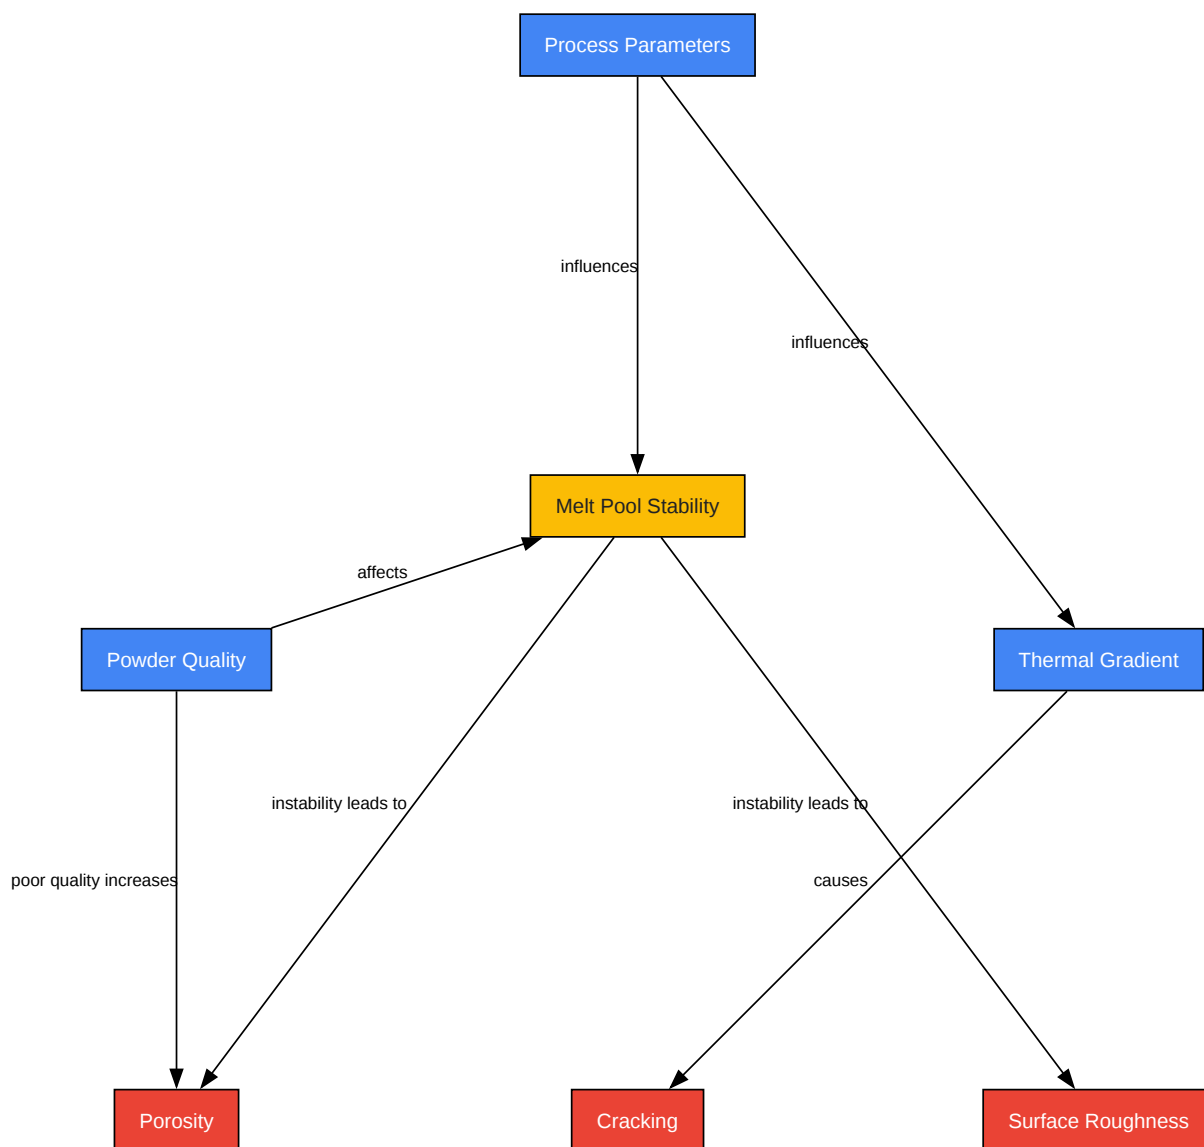 Process Parameters
influences
influences
Melt Pool Stability
affects
Powder Quality
Thermal Gradient
instability leads to
instability leads to
poor quality increases
causes
Porosity
Cracking
Surface Roughness